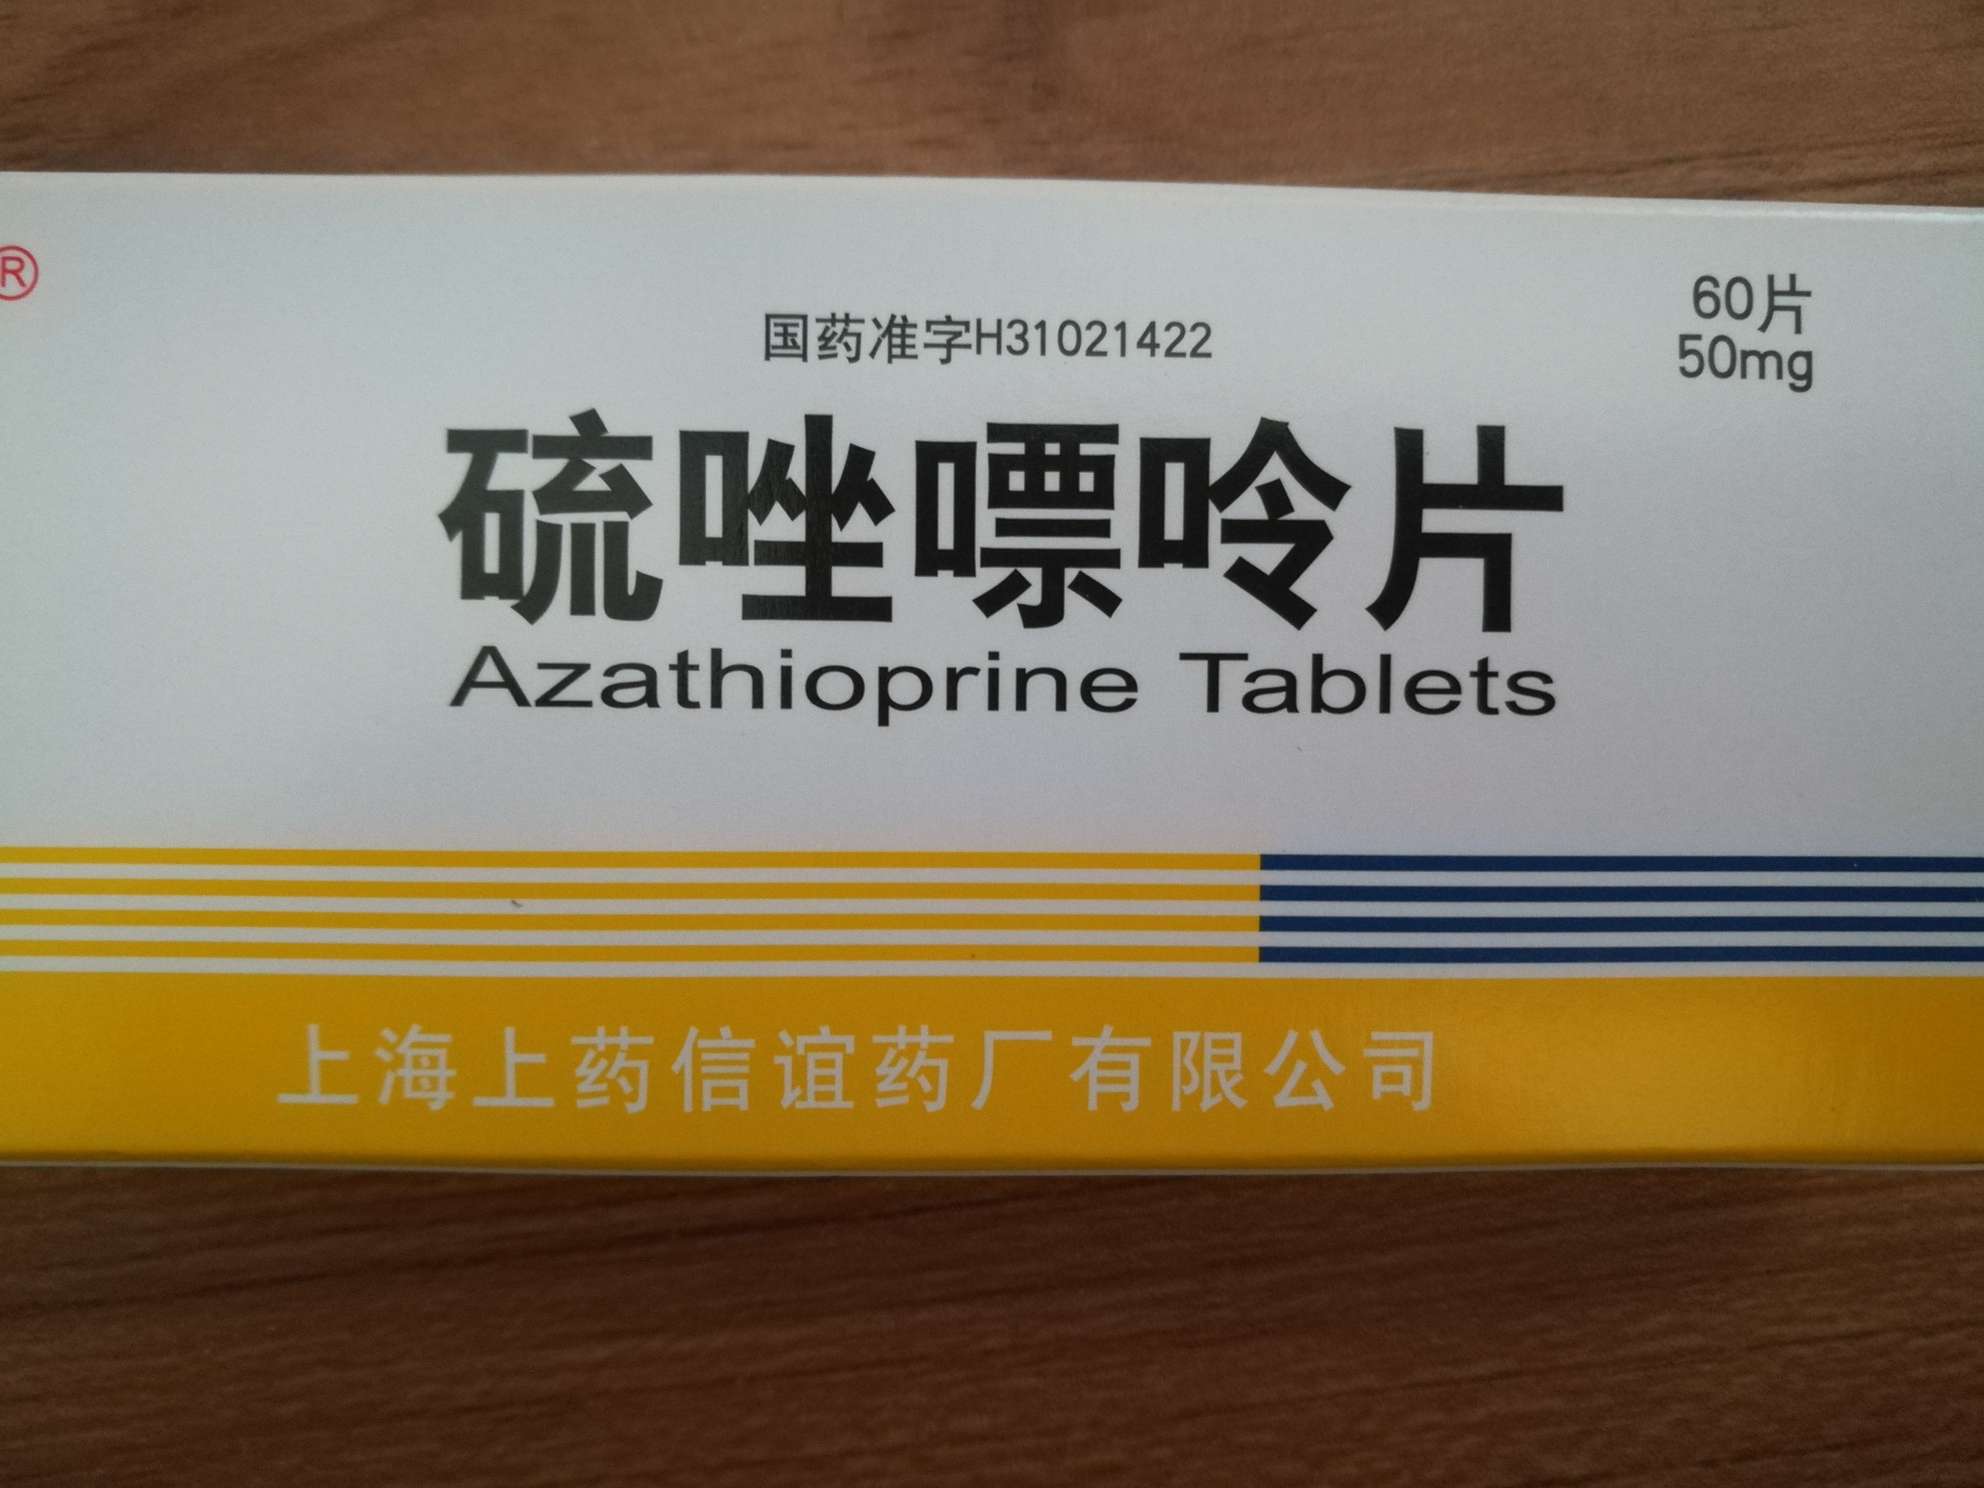 ®
60片
国药准字H31021422
50mg
硫唑嘌呤片
Azathioprine Tablets
上海上药信谊药厂有限公司